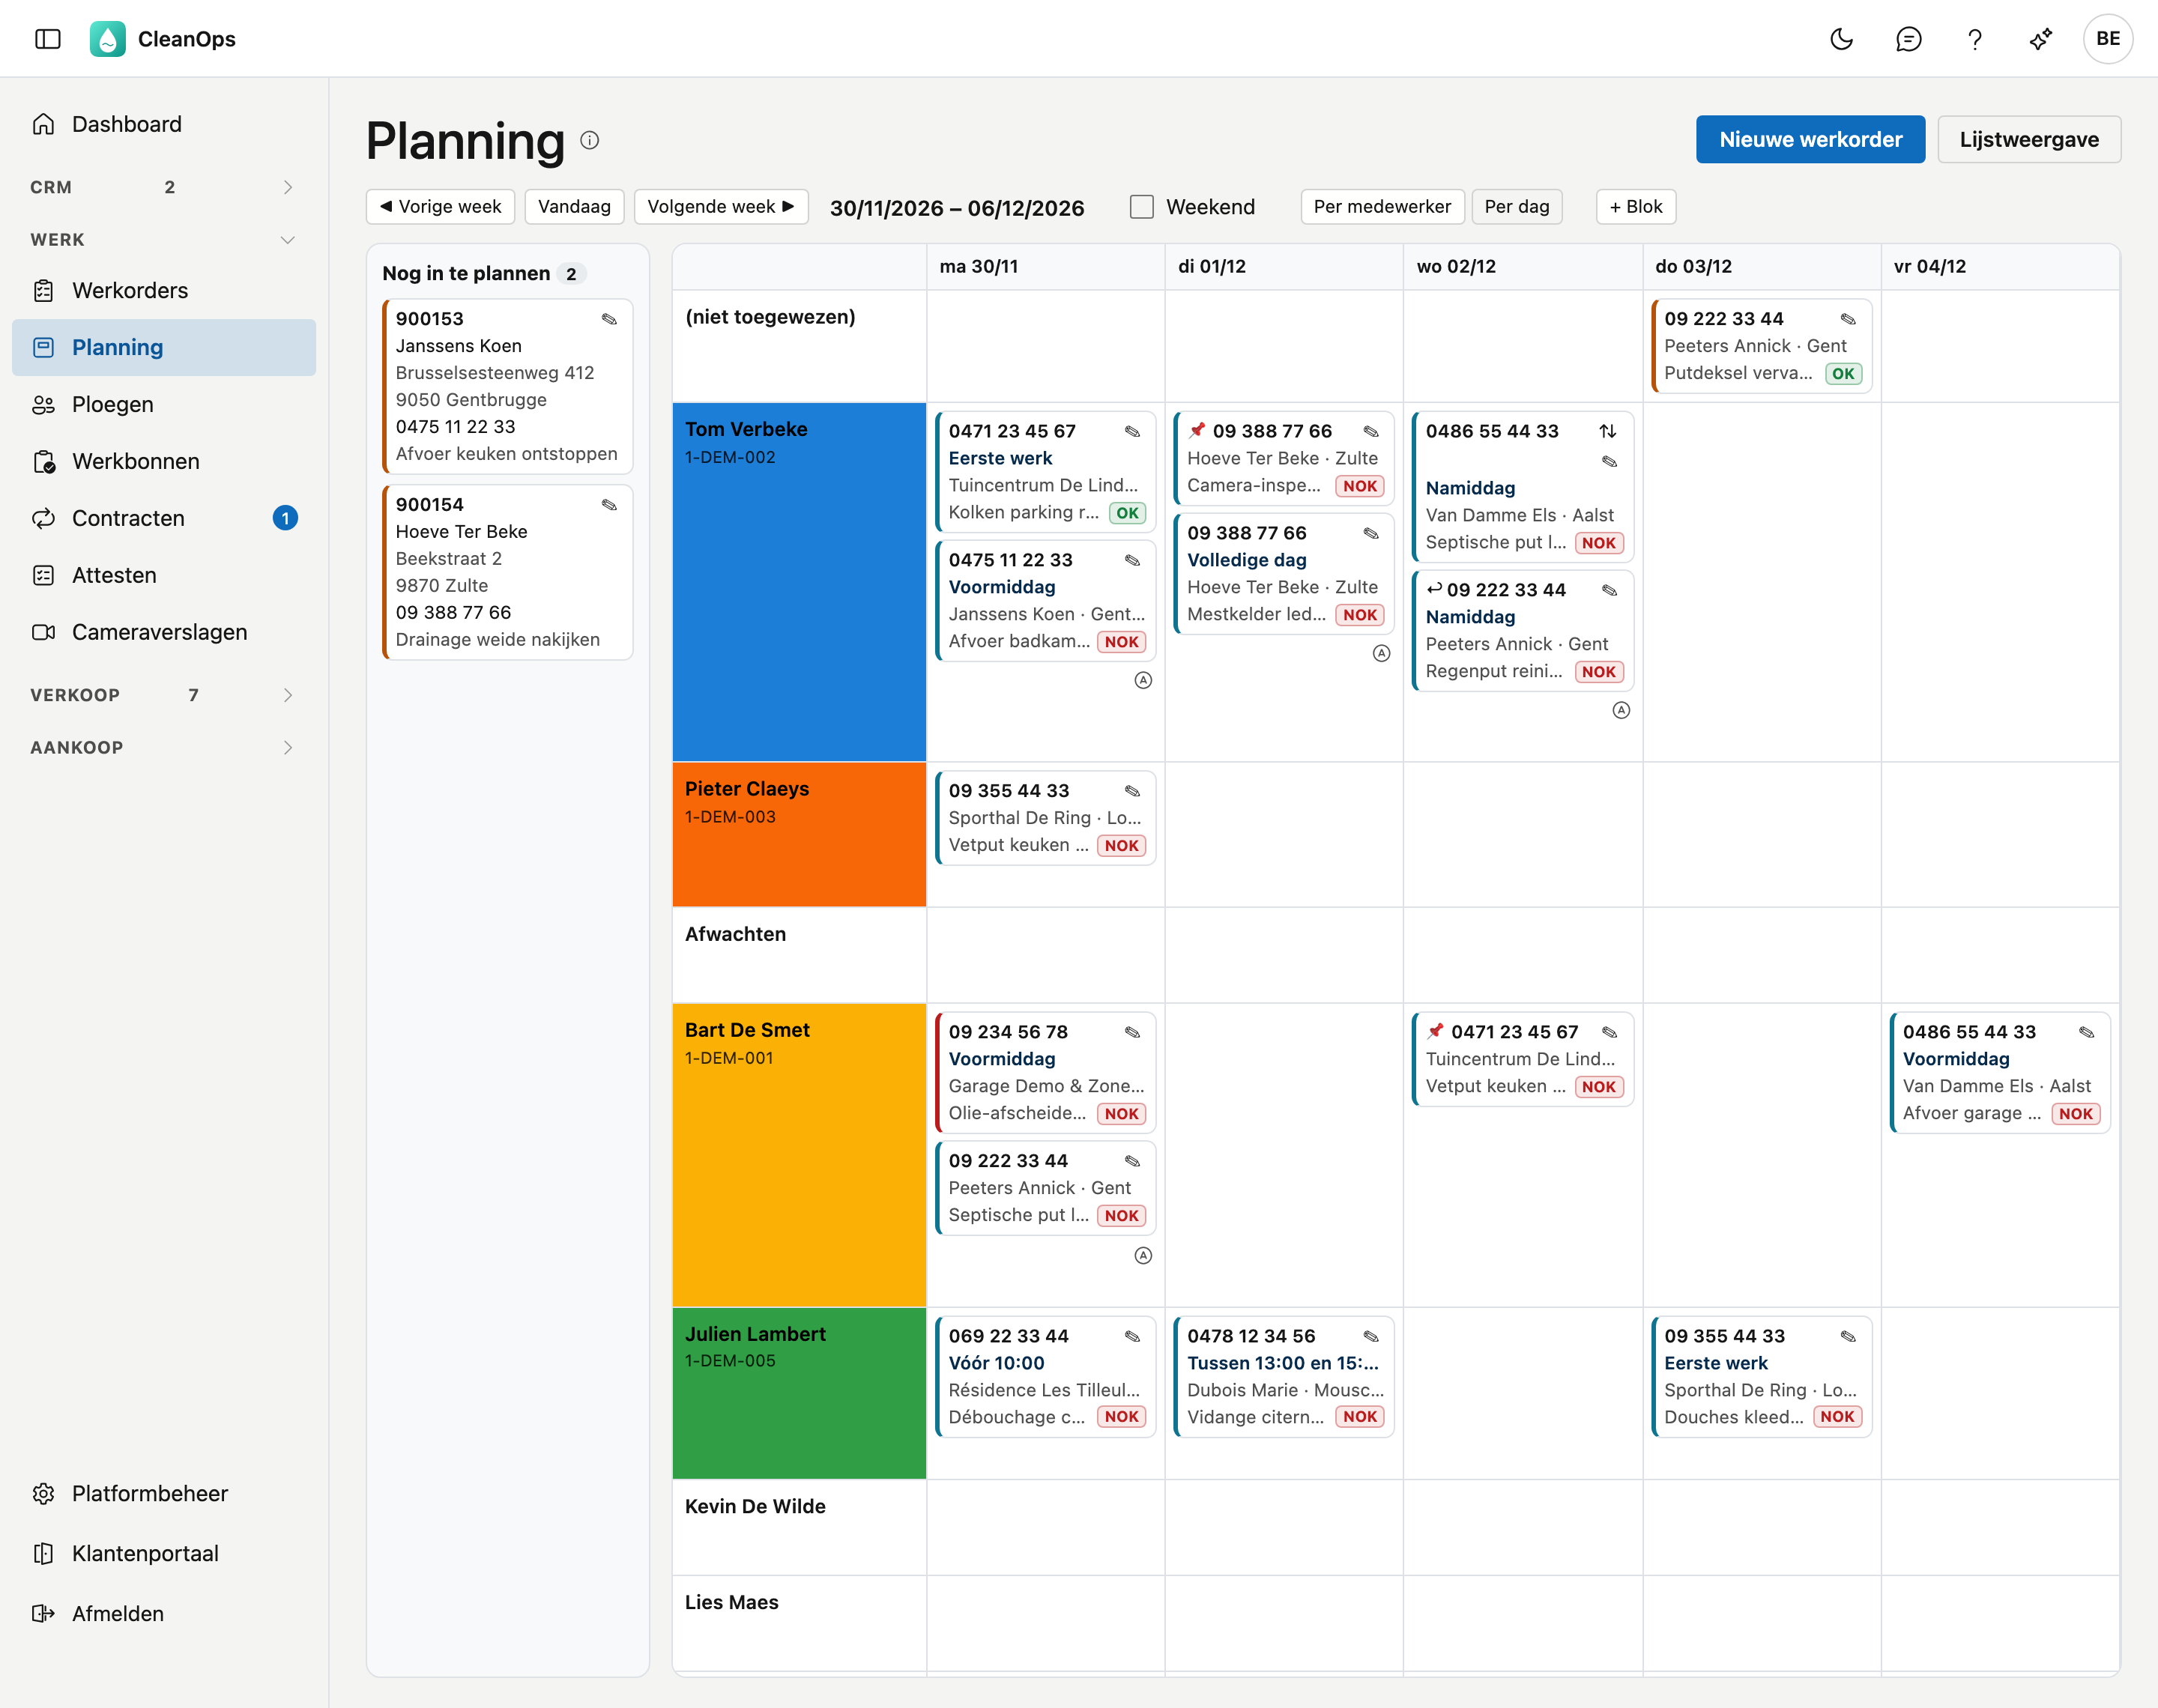 CleanOps
BE
Dashboard
CRM 2
WERK
Werkorders
Planning
Ploegen
Werkbonnen
Contracten 1
Attesten
Cameraverslagen
VERKOOP 7
AANKOOP
Platformbeheer
Klantenportaal
Afmelden
Planning
Nieuwe werkorder
Lijstweergave
◀ Vorige week
Vandaag
Volgende week ▶
30/11/2026 – 06/12/2026
Weekend
Per medewerker
Per dag
+ Blok
Nog in te plannen 2
900153
Janssens Koen
Brusselsesteenweg 412
9050 Gentbrugge
0475 11 22 33
Afvoer keuken ontstoppen
900154
Hoeve Ter Beke
Beekstraat 2
9870 Zulte
09 388 77 66
Drainage weide nakijken
ma 30/11
di 01/12
wo 02/12
do 03/12
vr 04/12
(niet toegewezen)
09 222 33 44
Peeters Annick · Gent
Putdeksel verva... OK
Tom Verbeke
1-DEM-002
0471 23 45 67
Eerste werk
Tuincentrum De Lind...
Kolken parking r... OK
0475 11 22 33
Voormiddag
Janssens Koen · Gent...
Afvoer badkam... NOK
A
09 388 77 66
Hoeve Ter Beke · Zulte
Camera-inspe... NOK
09 388 77 66
Volledige dag
Hoeve Ter Beke · Zulte
Mestkelder led... NOK
A
0486 55 44 33
Namiddag
Van Damme Els · Aalst
Septische put l... NOK
09 222 33 44
Namiddag
Peeters Annick · Gent
Regenput reini... NOK
A
Pieter Claeys
1-DEM-003
09 355 44 33
Sporthal De Ring · Lo...
Vetput keuken ... NOK
Afwachten
Bart De Smet
1-DEM-001
09 234 56 78
Voormiddag
Garage Demo & Zone...
Olie-afscheide... NOK
09 222 33 44
Peeters Annick · Gent
Septische put l... NOK
A
0471 23 45 67
Tuincentrum De Lind...
Vetput keuken ... NOK
0486 55 44 33
Voormiddag
Van Damme Els · Aalst
Afvoer garage ... NOK
Julien Lambert
1-DEM-005
069 22 33 44
Vóór 10:00
Résidence Les Tilleul...
Débouchage c... NOK
0478 12 34 56
Tussen 13:00 en 15:...
Dubois Marie · Mousc...
Vidange citern... NOK
09 355 44 33
Eerste werk
Sporthal De Ring · Lo...
Douches kleed... NOK
Kevin De Wilde
Lies Maes